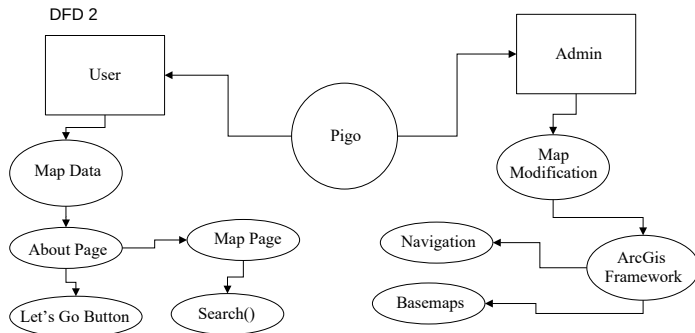 DFD 2
User
Pigo
Admin
Map Data
Map
Modification
About Page
Map Page
Navigation
ArcGis
Framework
Let's Go Button
Search()
Basemaps